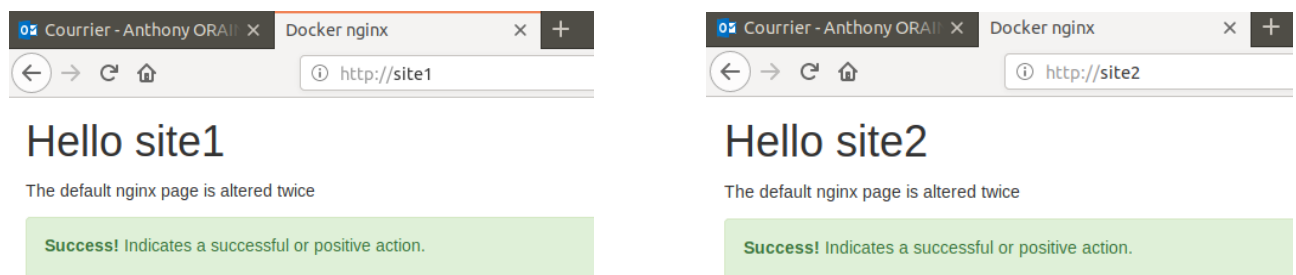 Courrier - Anthony ORAI
Docker nginx
http://site1
Hello site1
The default nginx page is altered twice
Success! Indicates a successful or positive action.
Courrier - Anthony ORAI
Docker nginx
http://site2
Hello site2
The default nginx page is altered twice
Success! Indicates a successful or positive action.